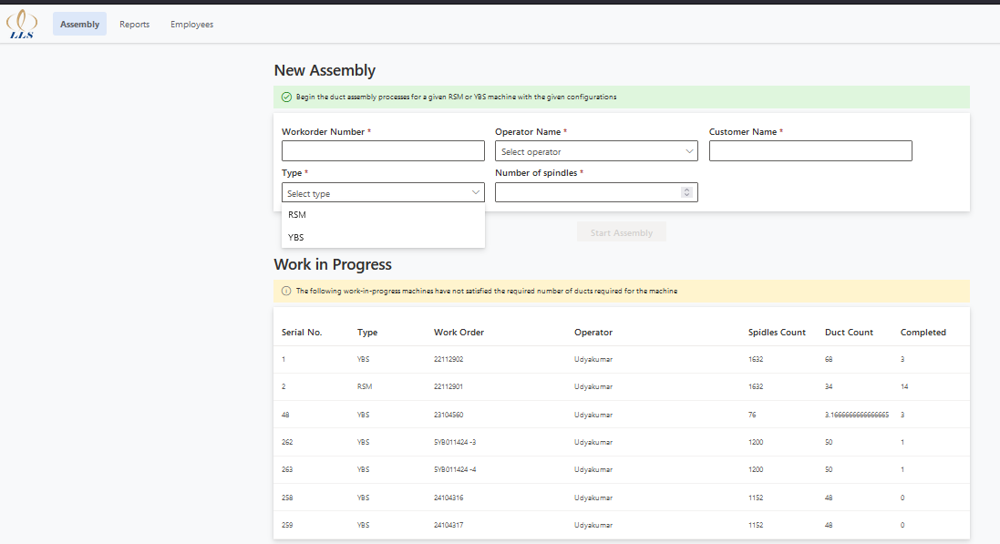 LLS
Assembly Reports Employees
New Assembly
Begin the duct assembly processes for a given RSM or YBS machine with the given configurations
Workorder Number * Operator Name * Customer Name *
Select operator
Type * Number of spindles *
Select type
RSM
YBS
Start Assembly
Work in Progress
The following work-in-progress machines have not satisfied the required number of ducts required for the machine
Serial No. Type Work Order Operator Spidles Count Duct Count Completed
1 YBS 22112902 Udyakumar 1632 68 3
2 RSM 22112901 Udyakumar 1632 34 14
48 YBS 23104560 Udyakumar 76 3.1666666666666665 3
262 YBS 5YB011424 -3 Udyakumar 1200 50 1
263 YBS 5YB011424 -4 Udyakumar 1200 50 1
258 YBS 24104316 Udyakumar 1152 48 0
259 YBS 24104317 Udyakumar 1152 48 0